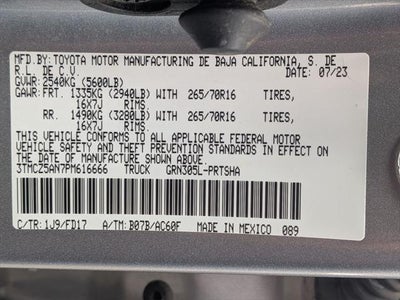 MFD.BY:TOYOTA MOTOR MANUFACTURING DE BAJA CALIFORNIA, S. DE
R.L. DE C.V. DATE: 07/23
GVWR:2540KG (5600LB)
GAWR:FRT. 1335KG (2940LB) WITH 265/70R16 TIRES,
16X7J RIMS.
RR. 1490KG (3280LB) WITH 265/70R16 TIRES,
16X7J RIMS.
THIS VEHICLE CONFORMS TO ALL APPLICABLE FEDERAL MOTOR
VEHICLE SAFETY AND THEFT PREVENTION STANDARDS IN EFFECT ON
THE DATE OF MANUFACTURE SHOWN ABOVE.
3TMCZ5AN7PM616666 TRUCK GRN305L-PRTSHA
C/TR: 1J9/FD17 A/TM: B07B/AC60F MADE IN MEXICO 089